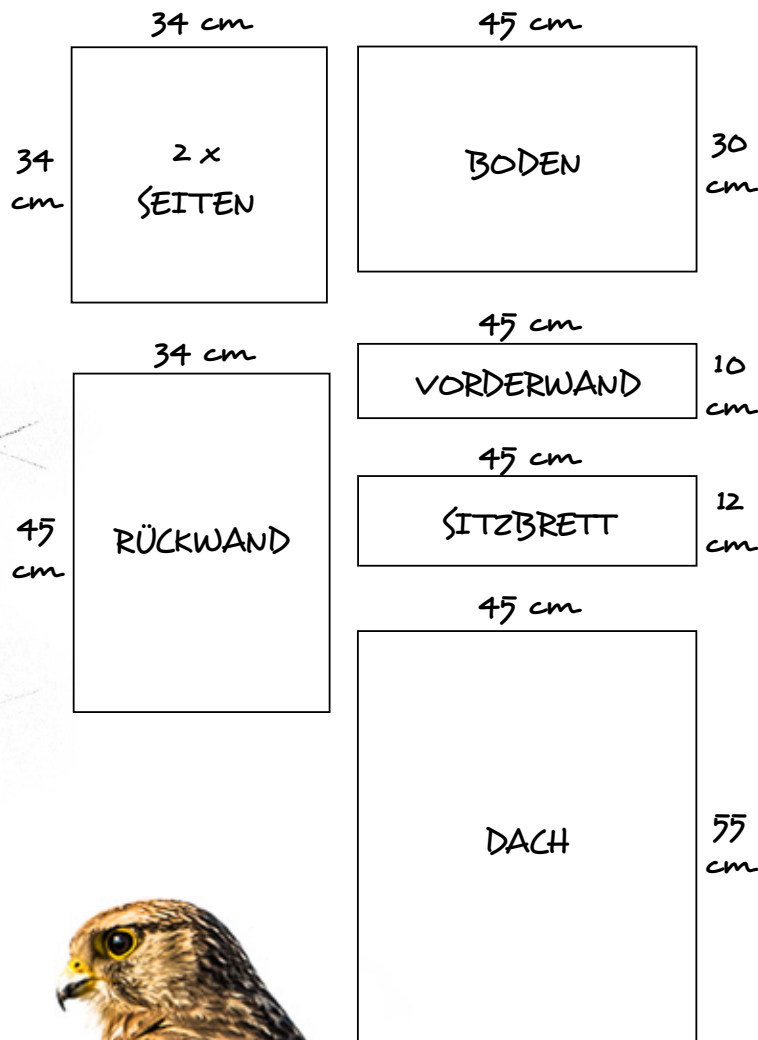 34 cm
34
cm
2 x
SEITEN
45 cm
BODEN
30
cm
45 cm
VORDERWAND
10
cm
34 cm
45
cm
RÜCKWAND
45 cm
SITZBRETT
12
cm
45 cm
DACH
55
cm